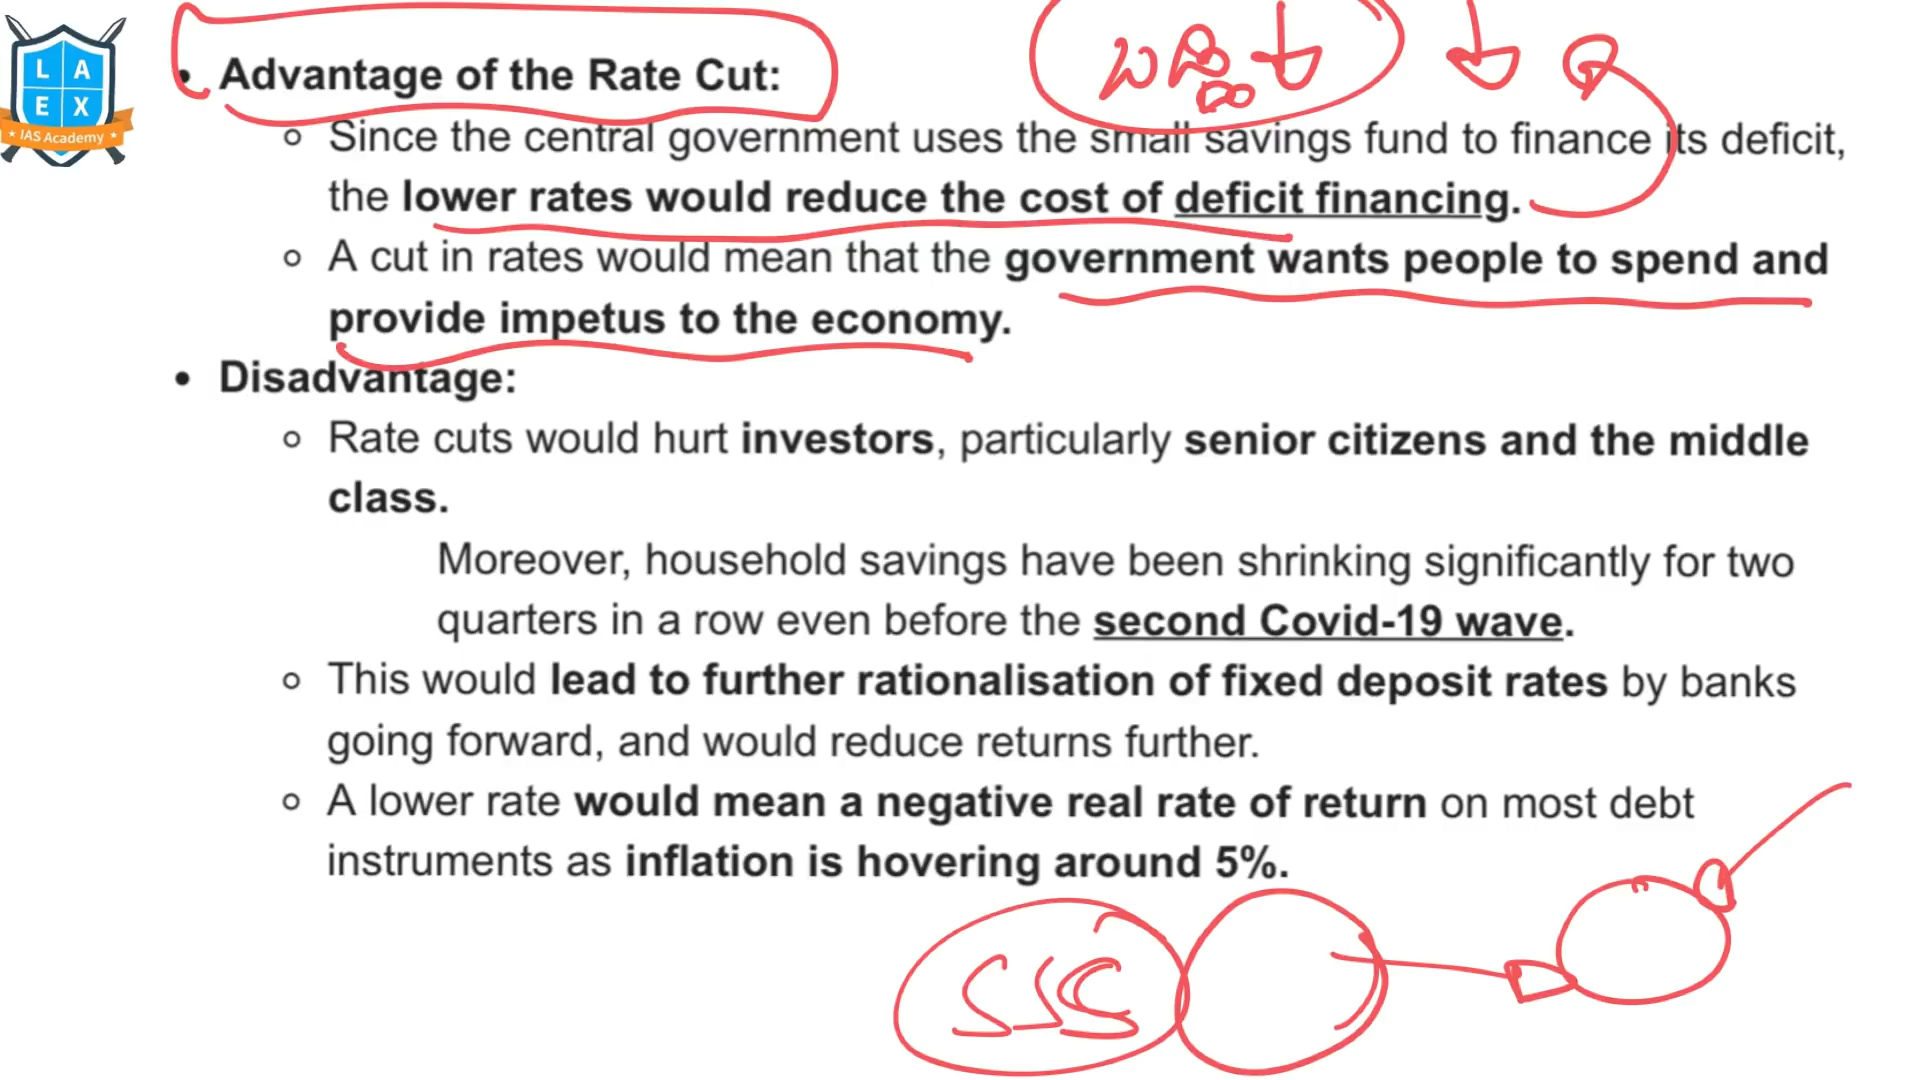 L A
E X
IAS Academy
• Advantage of the Rate Cut:
Since the central government uses the small savings fund to finance its deficit,
the lower rates would reduce the cost of deficit financing.
A cut in rates would mean that the government wants people to spend and
provide impetus to the economy.
• Disadvantage:
Rate cuts would hurt investors, particularly senior citizens and the middle
class.
Moreover, household savings have been shrinking significantly for two
quarters in a row even before the second Covid-19 wave.
This would lead to further rationalisation of fixed deposit rates by banks
going forward, and would reduce returns further.
A lower rate would mean a negative real rate of return on most debt
instruments as inflation is hovering around 5%.